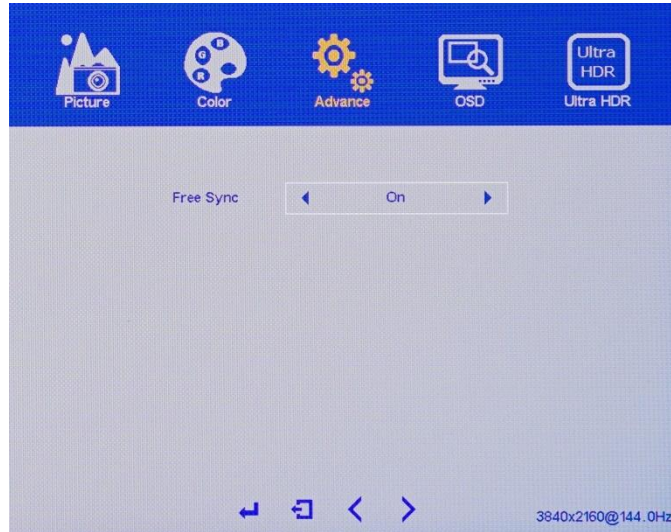 Ultra
HDR
G B
R
Picture
Color
Advance
OSD
Ultra HDR
Free Sync
On
3840x2160@144.0Hz